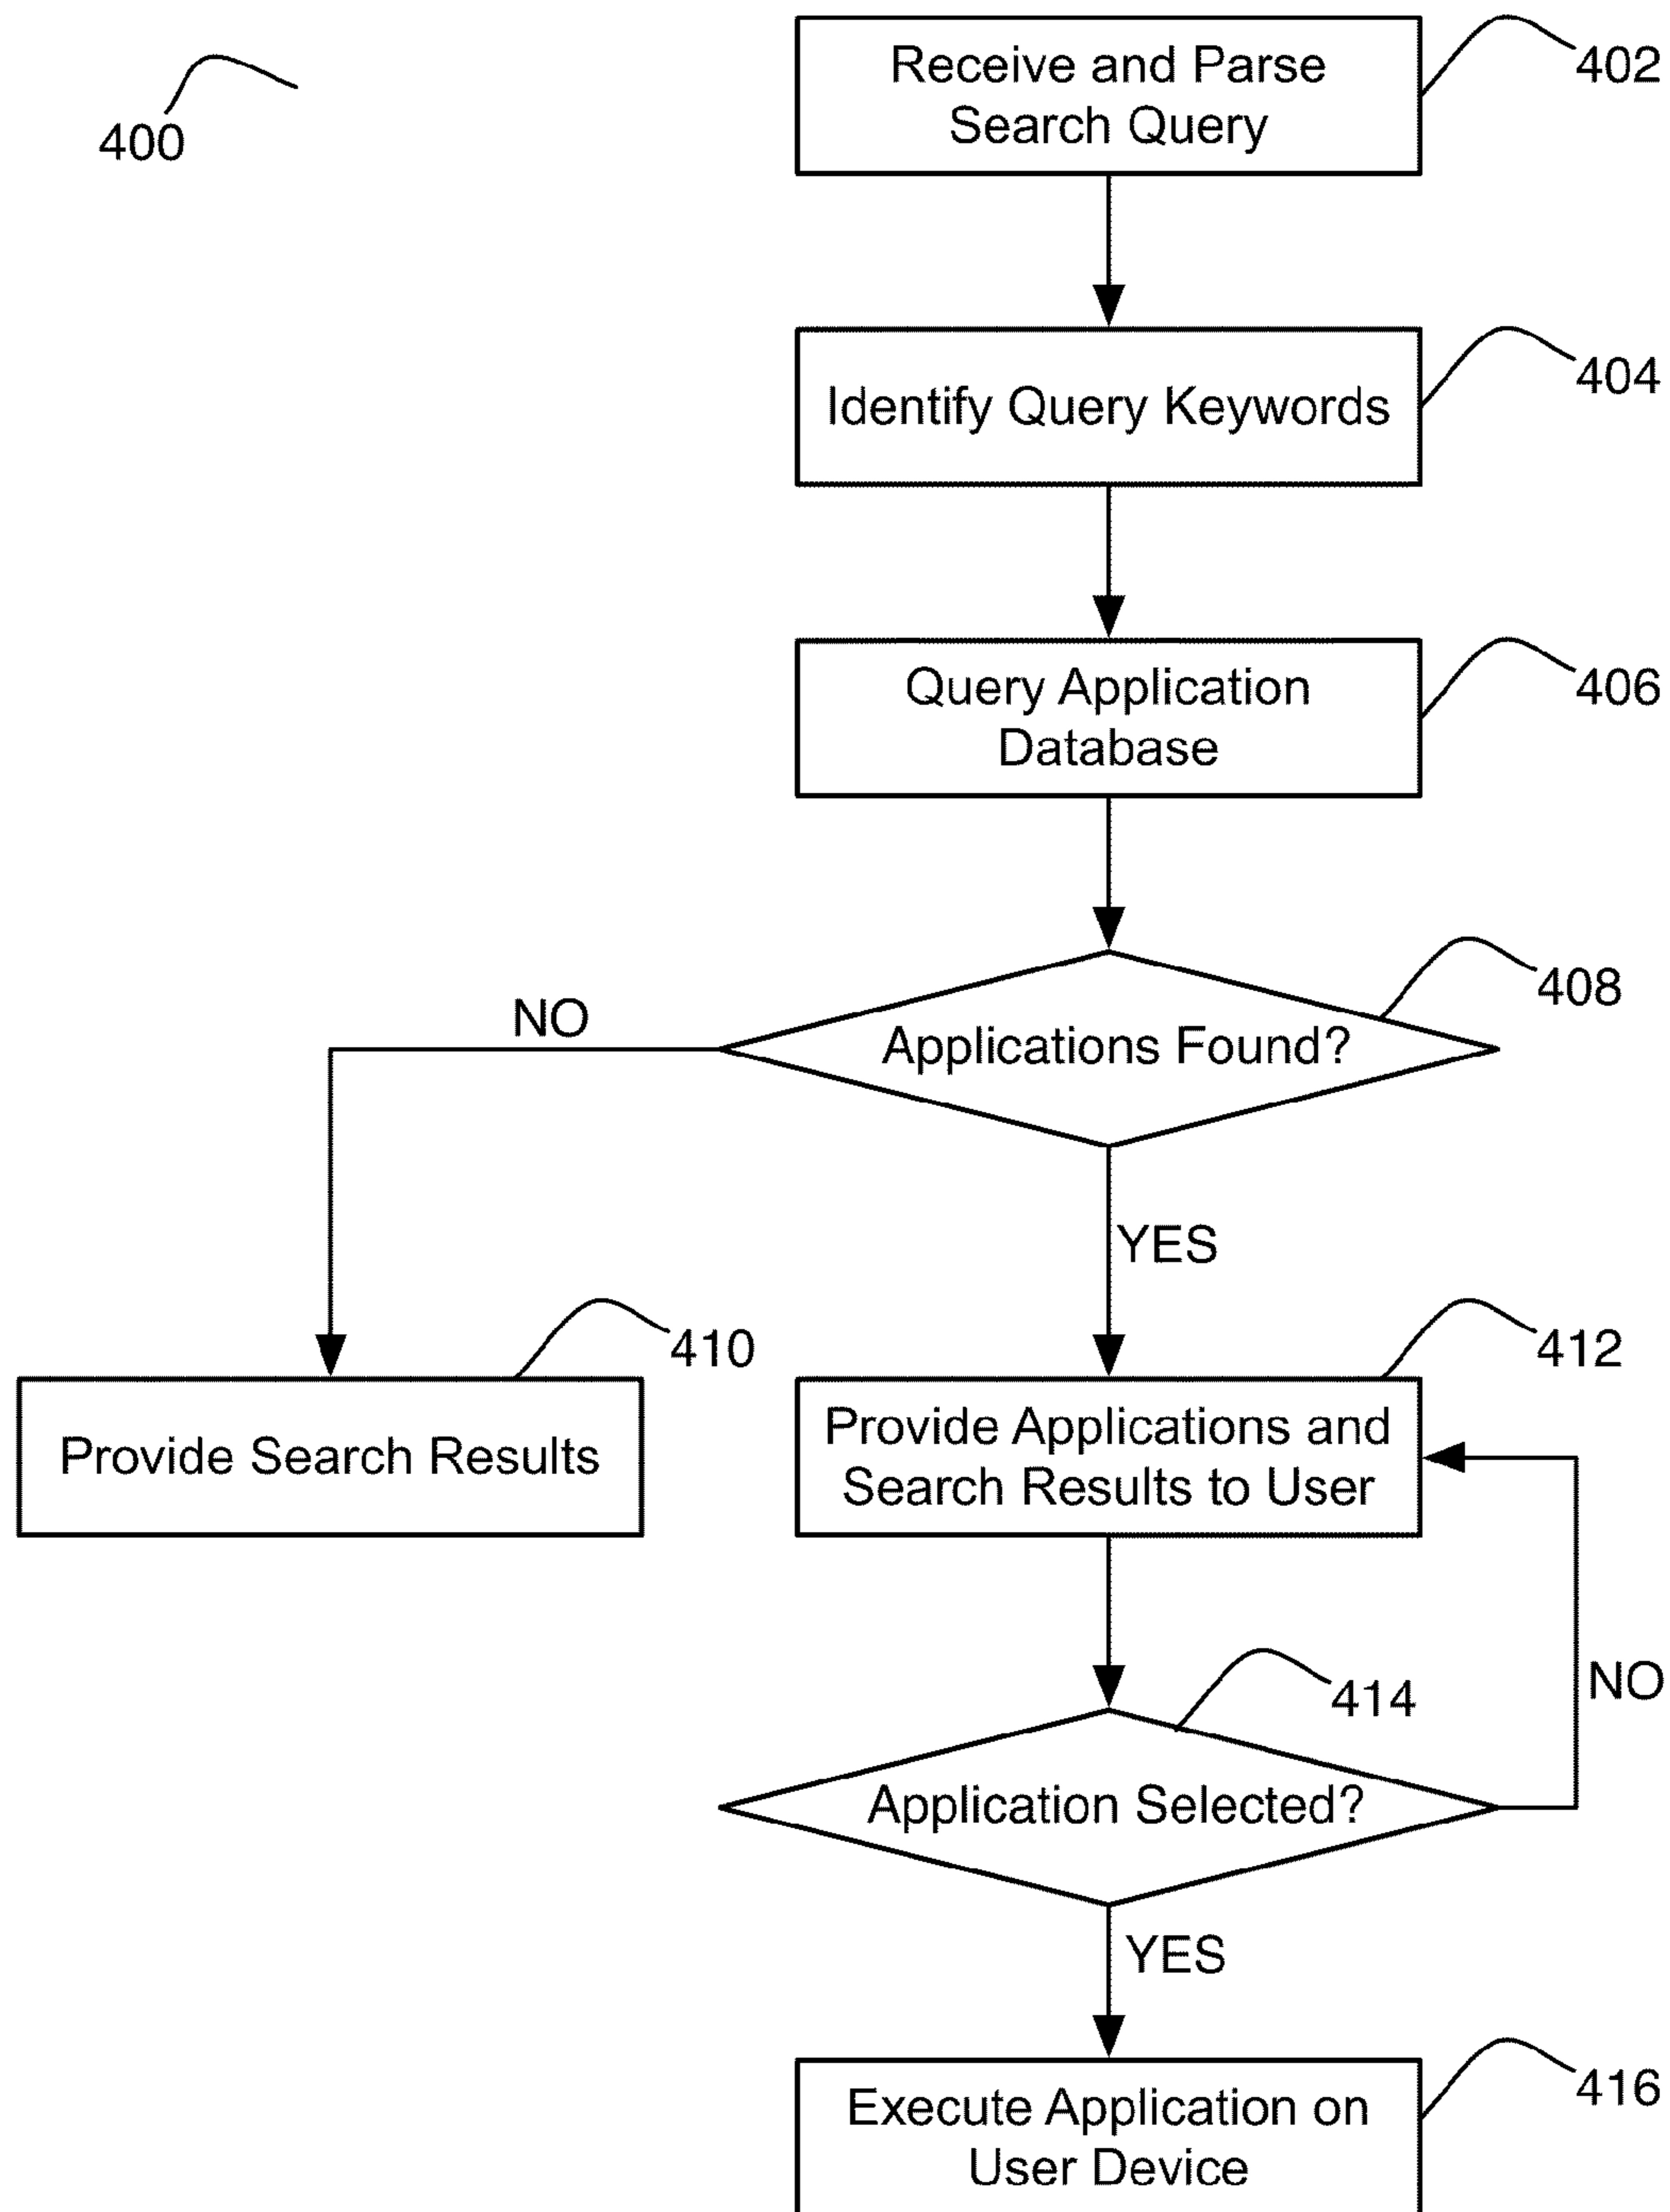 400
Receive and Parse
Search Query
402
Identify Query Keywords
404
Query Application
Database
406
Applications Found?
408
NO
YES
Provide Search Results
410
Provide Applications and
Search Results to User
412
Application Selected?
414
NO
YES
Execute Application on
User Device
416